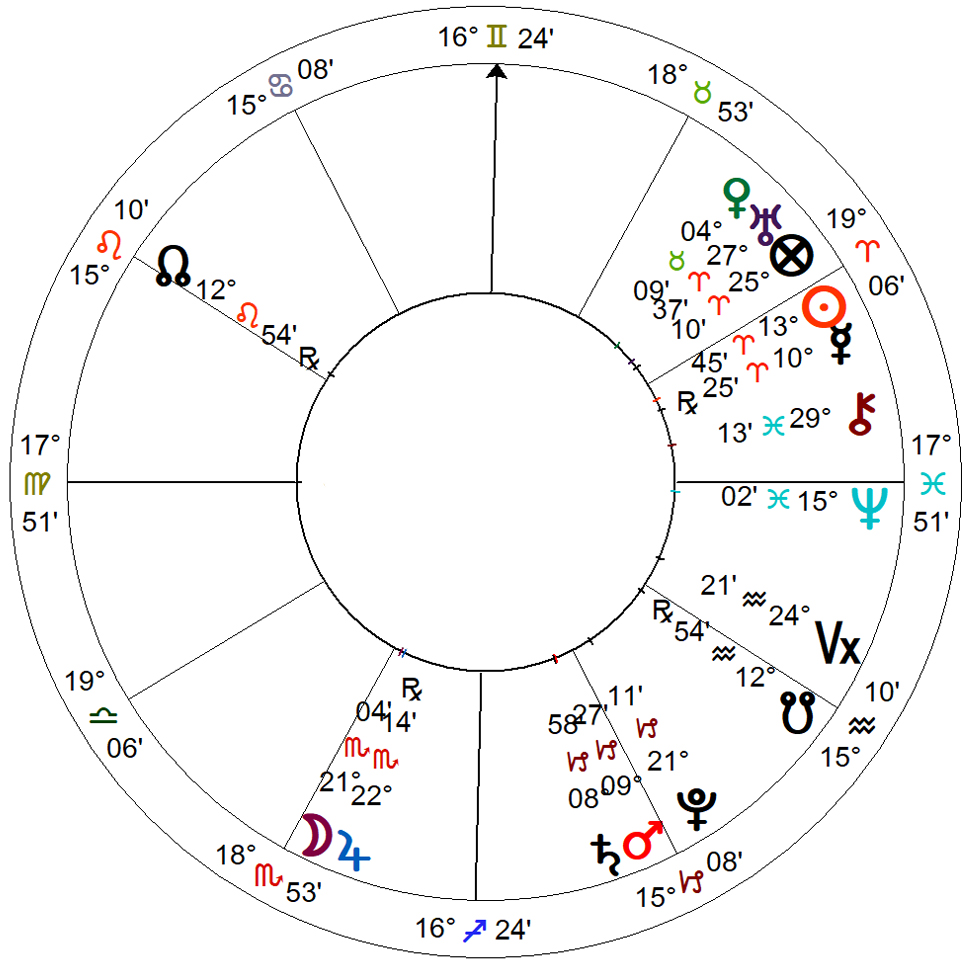 16° ♊ 24'
15° ♋ 08'
18° ♉ 53'
10' ♌ 15°
19° ♈ 06'
☊ 12° ♌ 54' ℞
♀ 04° ♉ 09'
♅ 27° ♈ 37'
⊗ 25° ♈ 10'
☉ 13° ♈ 45'
☿ 10° ♈ 25' ℞
⚷ 29° ♓ 13'
17° ♍ 51'
17° ♓ 51'
♆ 15° ♓ 02'
Vx 24° ♒ 21'
☋ 12° ♒ 54' ℞
19° ♎ 06'
10' ♒ 15°
☽ 21° ♏ 04'
♃ 22° ♏ 14' ℞
♄ 08° ♑ 58'
♂ 09° ♑ 27'
♇ 21° ♑ 11'
18° ♏ 53'
15° ♑ 08'
16° ♐ 24'